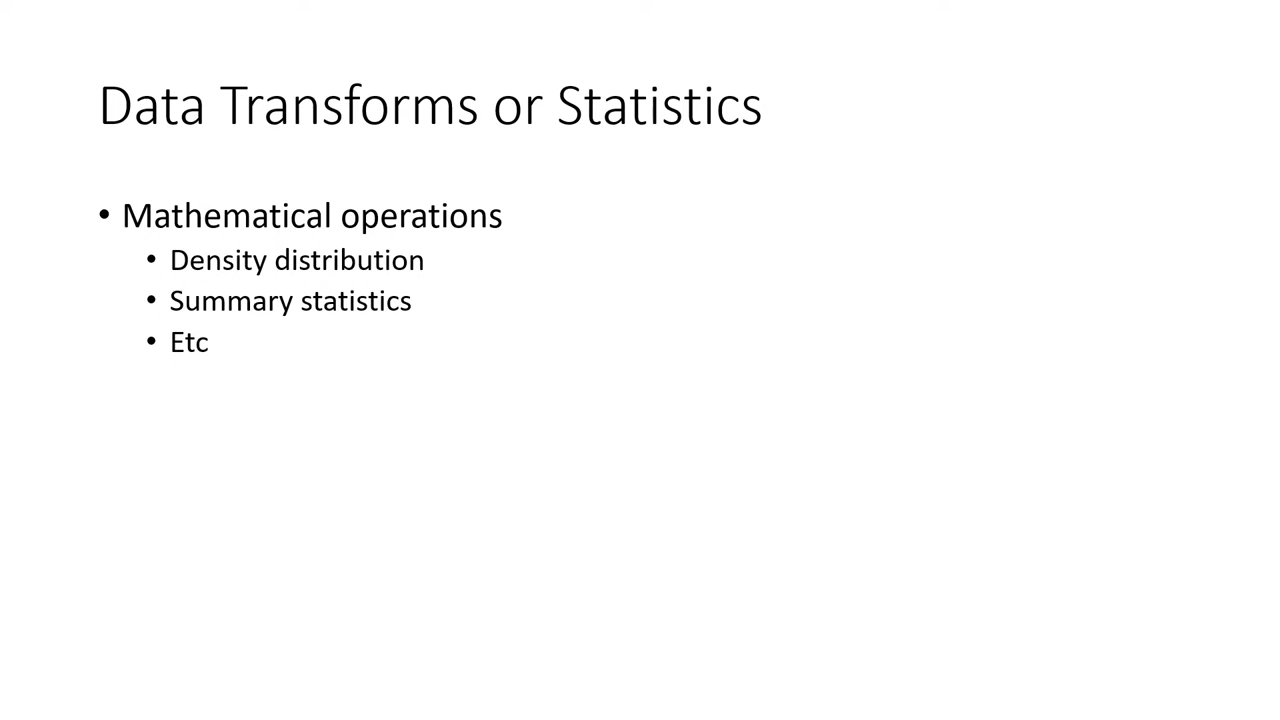 Data Transforms or Statistics
• Mathematical operations
• Density distribution
• Summary statistics
• Etc